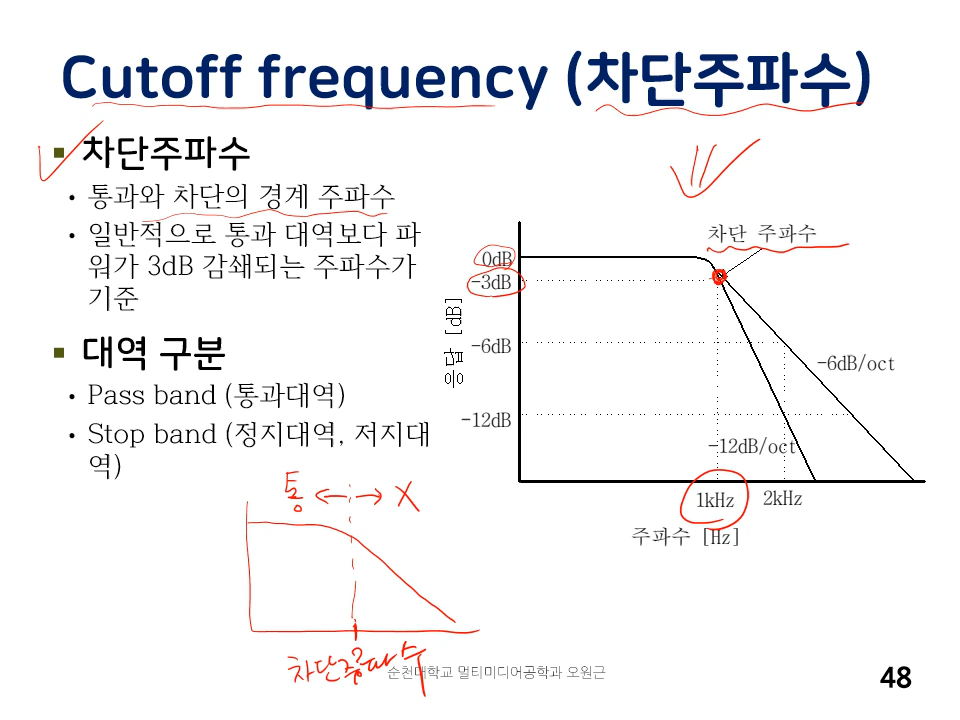 Cutoff frequency (차단주파수)
▪ 차단주파수
• 통과와 차단의 경계 주파수
• 일반적으로 통과 대역보다 파
워가 3dB 감쇄되는 주파수가
기준
▪ 대역 구분
• Pass band (통과대역)
• Stop band (정지대역, 저지대
역)
차단 주파수
0dB
-3dB
-6dB
-12dB
응답 [dB]
-6dB/oct
-12dB/oct
1kHz 2kHz
주파수 [Hz]
통 ← → X
차단주파수
순천대학교 멀티미디어공학과 오원근
48